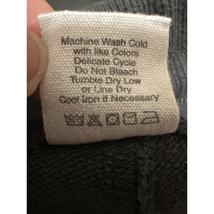 Machine Wash Cold
with like Colors
Delicate Cycle
Do Not Bleach
Tumble Dry Low
or Line Dry
Cool Iron if Necessary